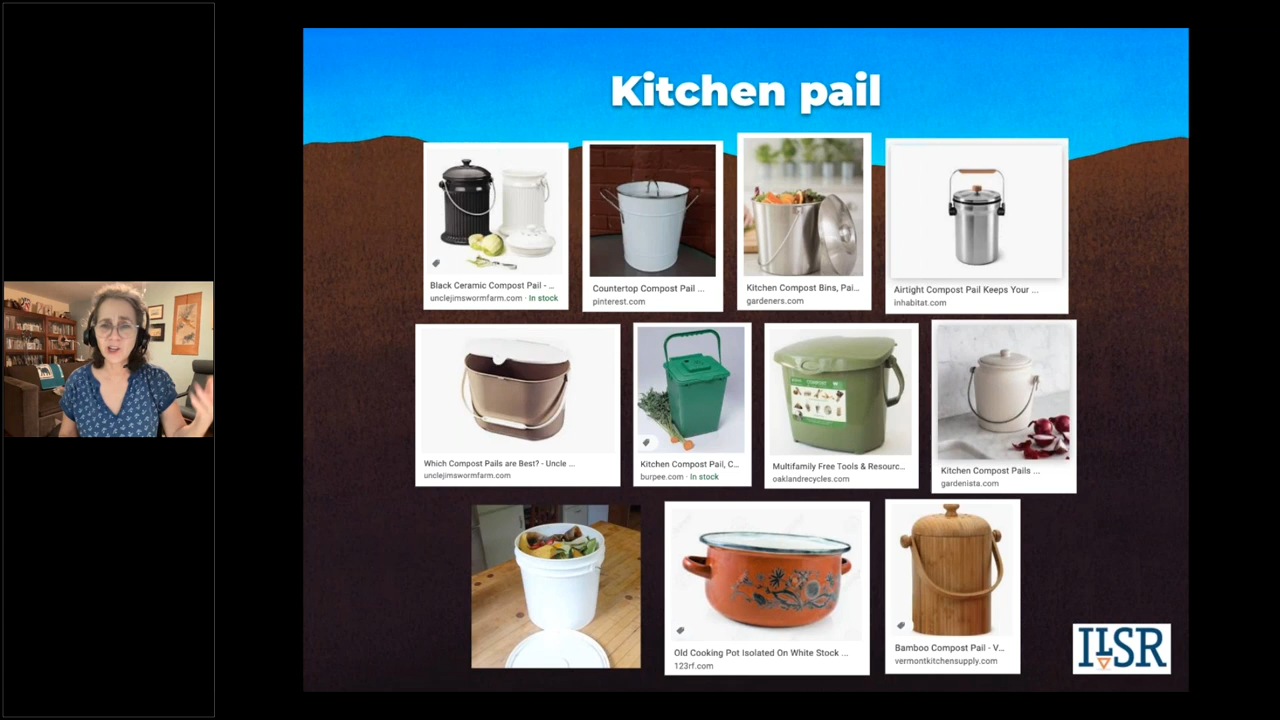 Kitchen pail
Black Ceramic Compost Pail - ...
unclejimswormfarm.com · In stock
Countertop Compost Pail ...
pinterest.com
Kitchen Compost Bins, Pai...
gardeners.com
Airtight Compost Pail Keeps Your ...
inhabitat.com
Which Compost Pails are Best? - Uncle ...
unclejimswormfarm.com
Kitchen Compost Pail, C...
burpee.com · In stock
Multifamily Free Tools & Resourc...
oaklandrecycles.com
Kitchen Compost Pails ...
gardenista.com
Old Cooking Pot Isolated On White Stock ...
123rf.com
Bamboo Compost Pail - V...
vermontkitchensupply.com
ILSR